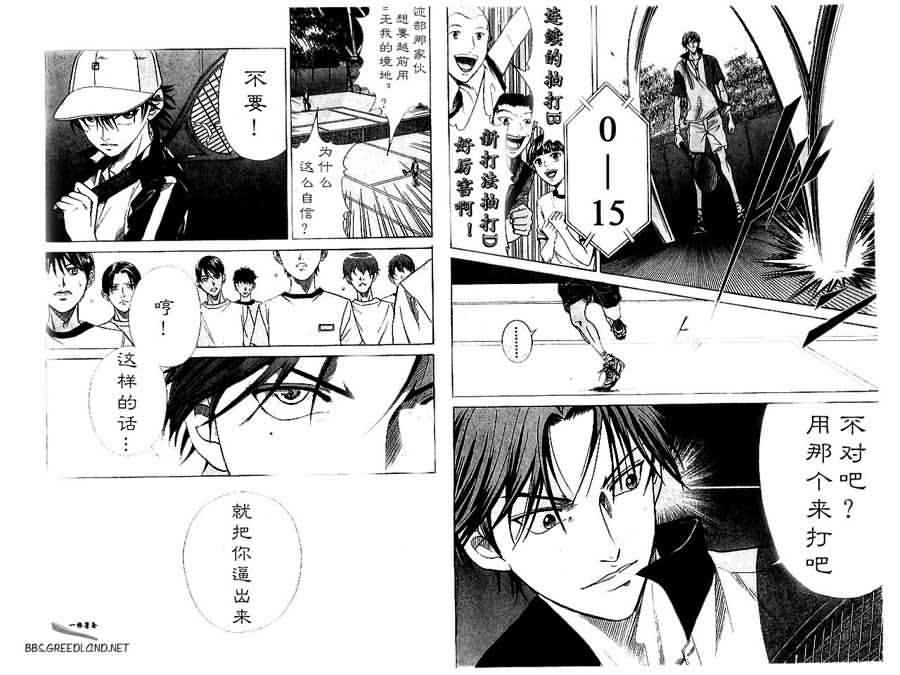 连续的抽打B
新打法抽打D
好厉害啊！
0
—
15
……
不对吧？
用那个来打吧
迹部那家伙
想要越前用
“无我的境地。”？
为什么
这么自信？
不要！
哼！
这样的话…
就把你逼出来
BBS.GREEDLAND.NET